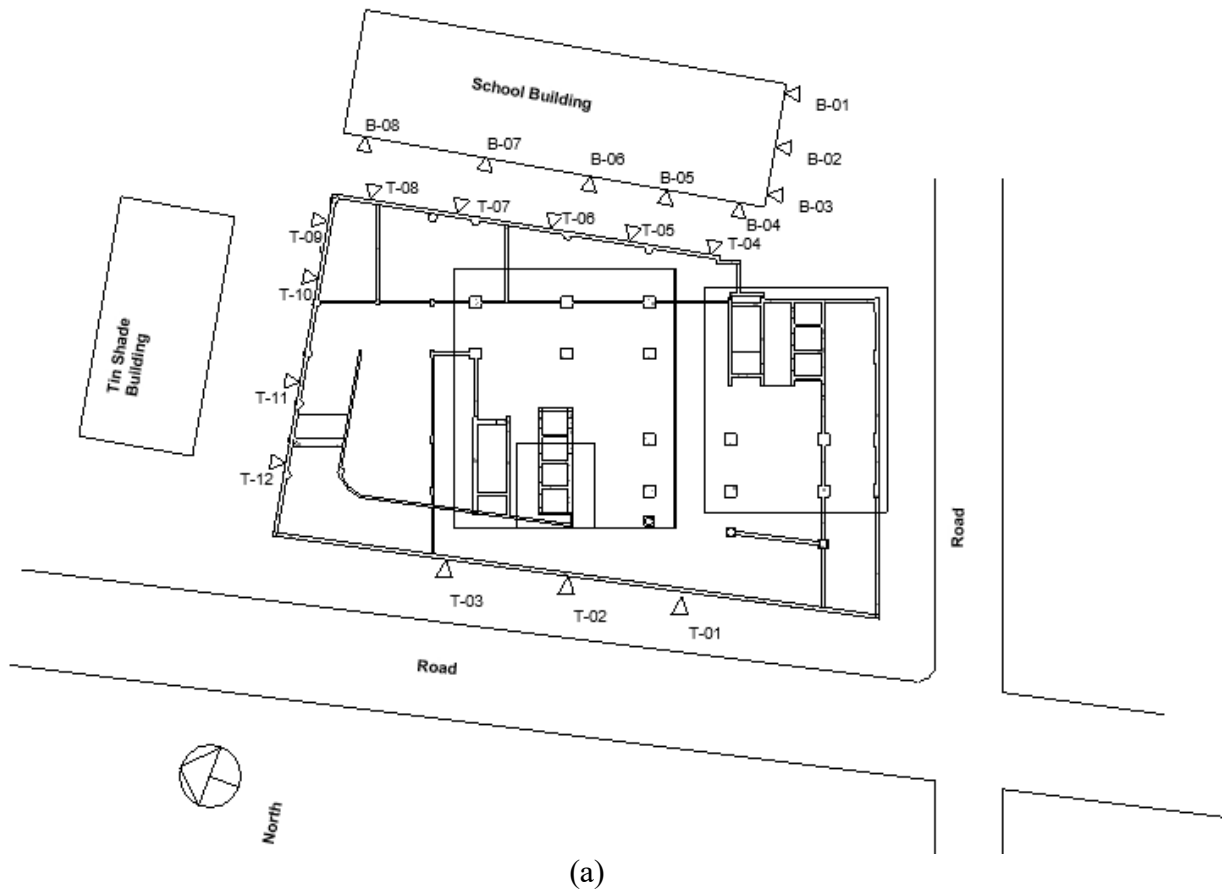 School Building
B-01
B-02
B-03
B-08
B-07
B-06
B-05
B-04
T-08
T-07
T-06
T-05
T-04
T-09
T-10
T-11
T-12
Tin Shade
Building
T-03
T-02
T-01
Road
Road
North
(a)